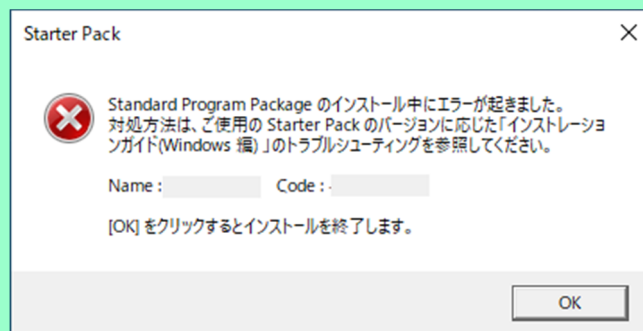 Starter Pack
Standard Program Package のインストール中にエラーが起きました。
対処方法は、ご使用の Starter Pack のバージョンに応じた「インストレーショ
ンガイド(Windows 編) 」のトラブルシューティングを参照してください。
Name : Code : -
[OK] をクリックするとインストールを終了します。
OK